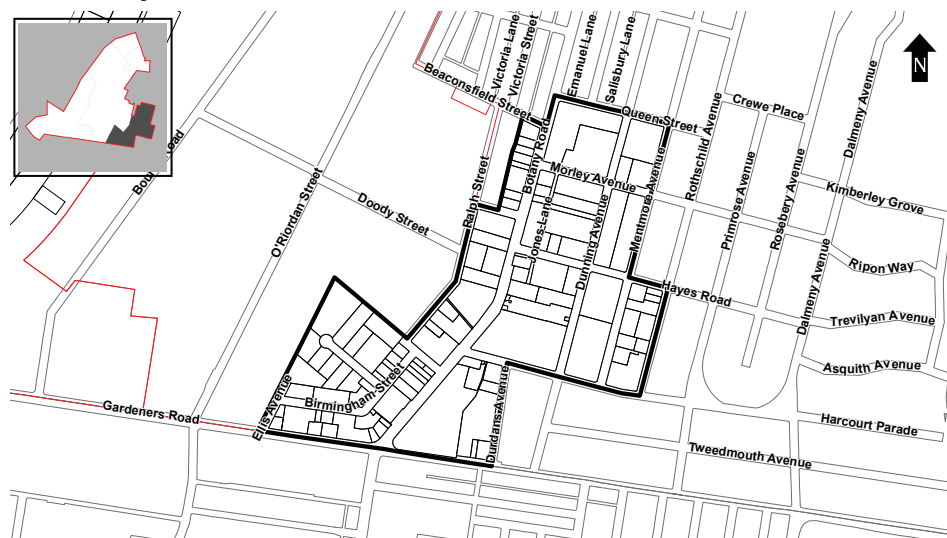 Victoria Lane
Victoria Street
Emanuel Lane
Salisbury Lane
N
Beaconsfield Street
Queen Street
Crewe Place
Dalmeny Avenue
Rothschild Avenue
Botany Road
Morley Avenue
Mentmore Avenue
Primrose Avenue
Rosebery Avenue
Kimberley Grove
O'Riordan Street
Doody Street
Ralph Street
Jones Lane
Dunning Avenue
Ripon Way
Hayes Road
Dalmeny Avenue
Trevilyan Avenue
Asquith Avenue
Gardeners Road
Ellis Avenue
Birmingham Street
Durdans Avenue
Harcourt Parade
Tweedmouth Avenue